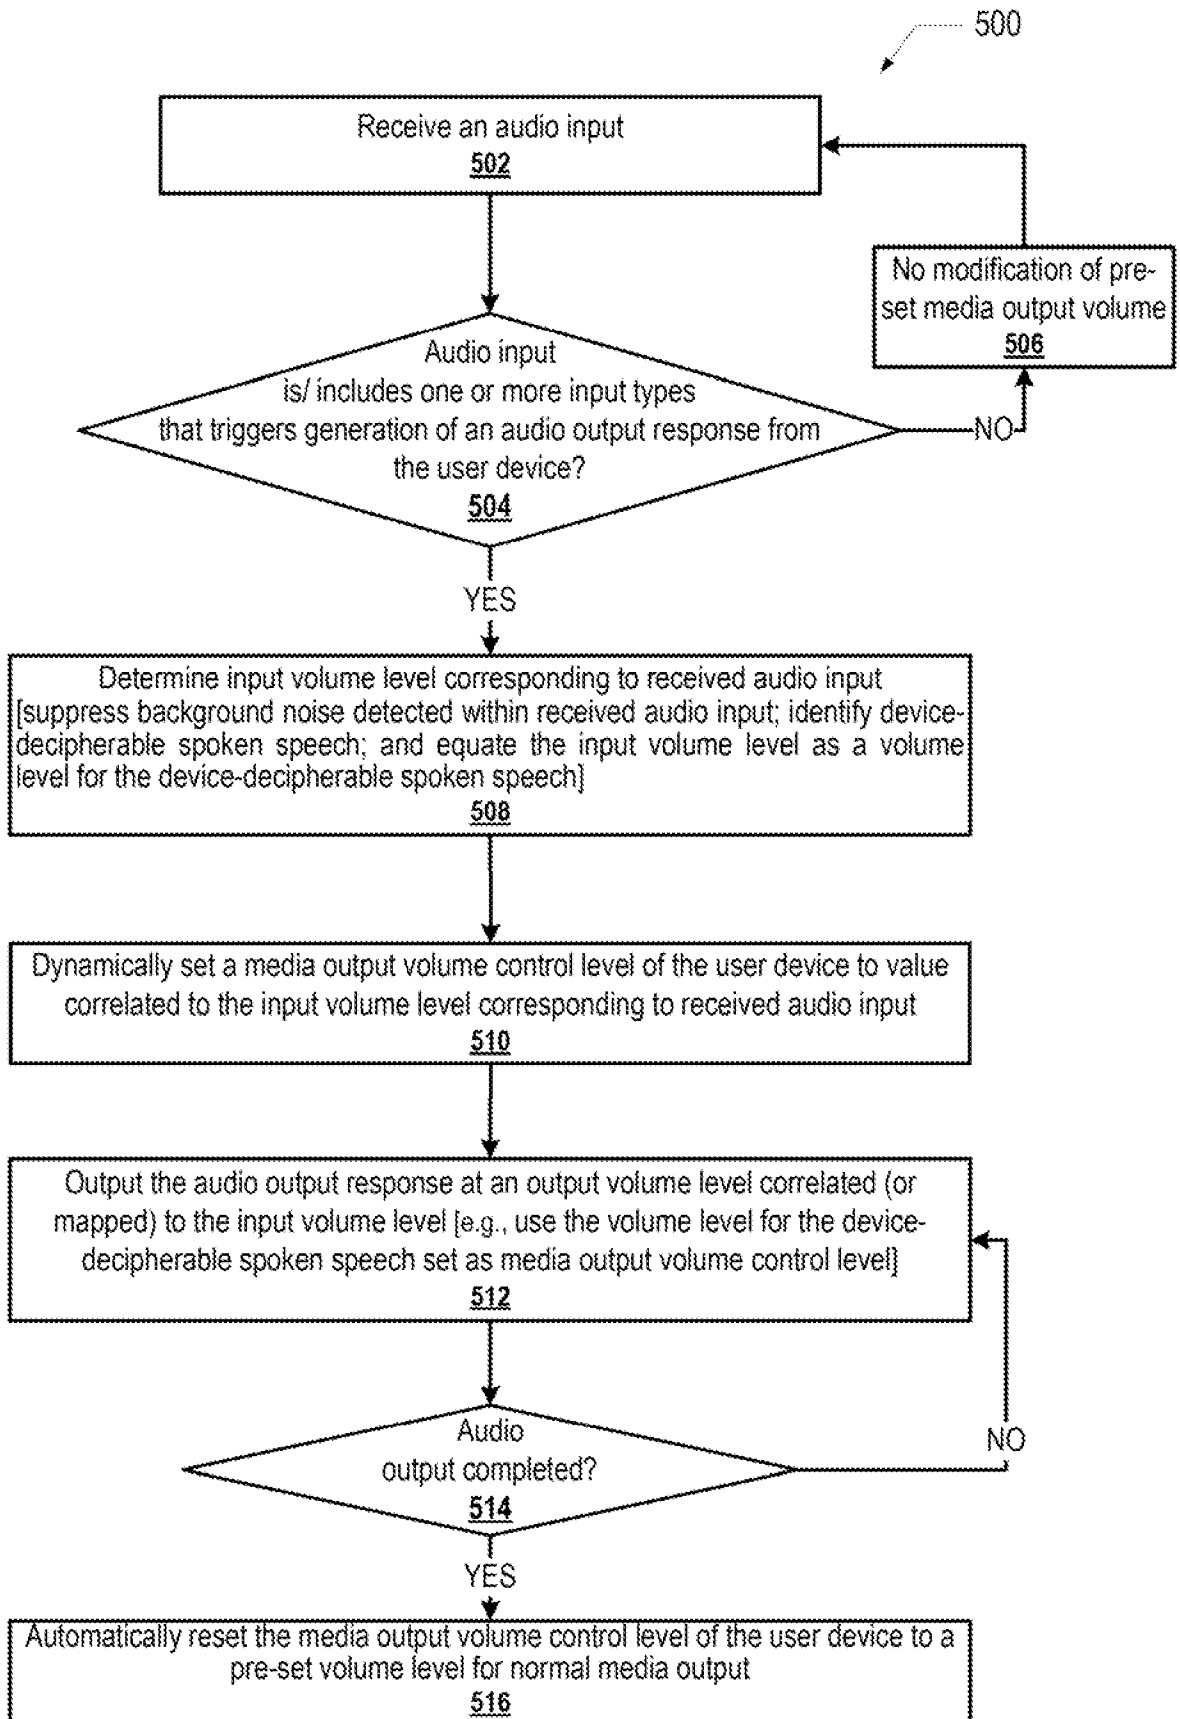 500
Receive an audio input
502
No modification of pre-
set media output volume
506
Audio input
is/ includes one or more input types
that triggers generation of an audio output response from
the user device?
504
NO
YES
Determine input volume level corresponding to received audio input
[suppress background noise detected within received audio input; identify device-
decipherable spoken speech; and equate the input volume level as a volume
level for the device-decipherable spoken speech]
508
Dynamically set a media output volume control level of the user device to value
correlated to the input volume level corresponding to received audio input
510
Output the audio output response at an output volume level correlated (or
mapped) to the input volume level [e.g., use the volume level for the device-
decipherable spoken speech set as media output volume control level]
512
Audio
output completed?
514
NO
YES
Automatically reset the media output volume control level of the user device to a
pre-set volume level for normal media output
516